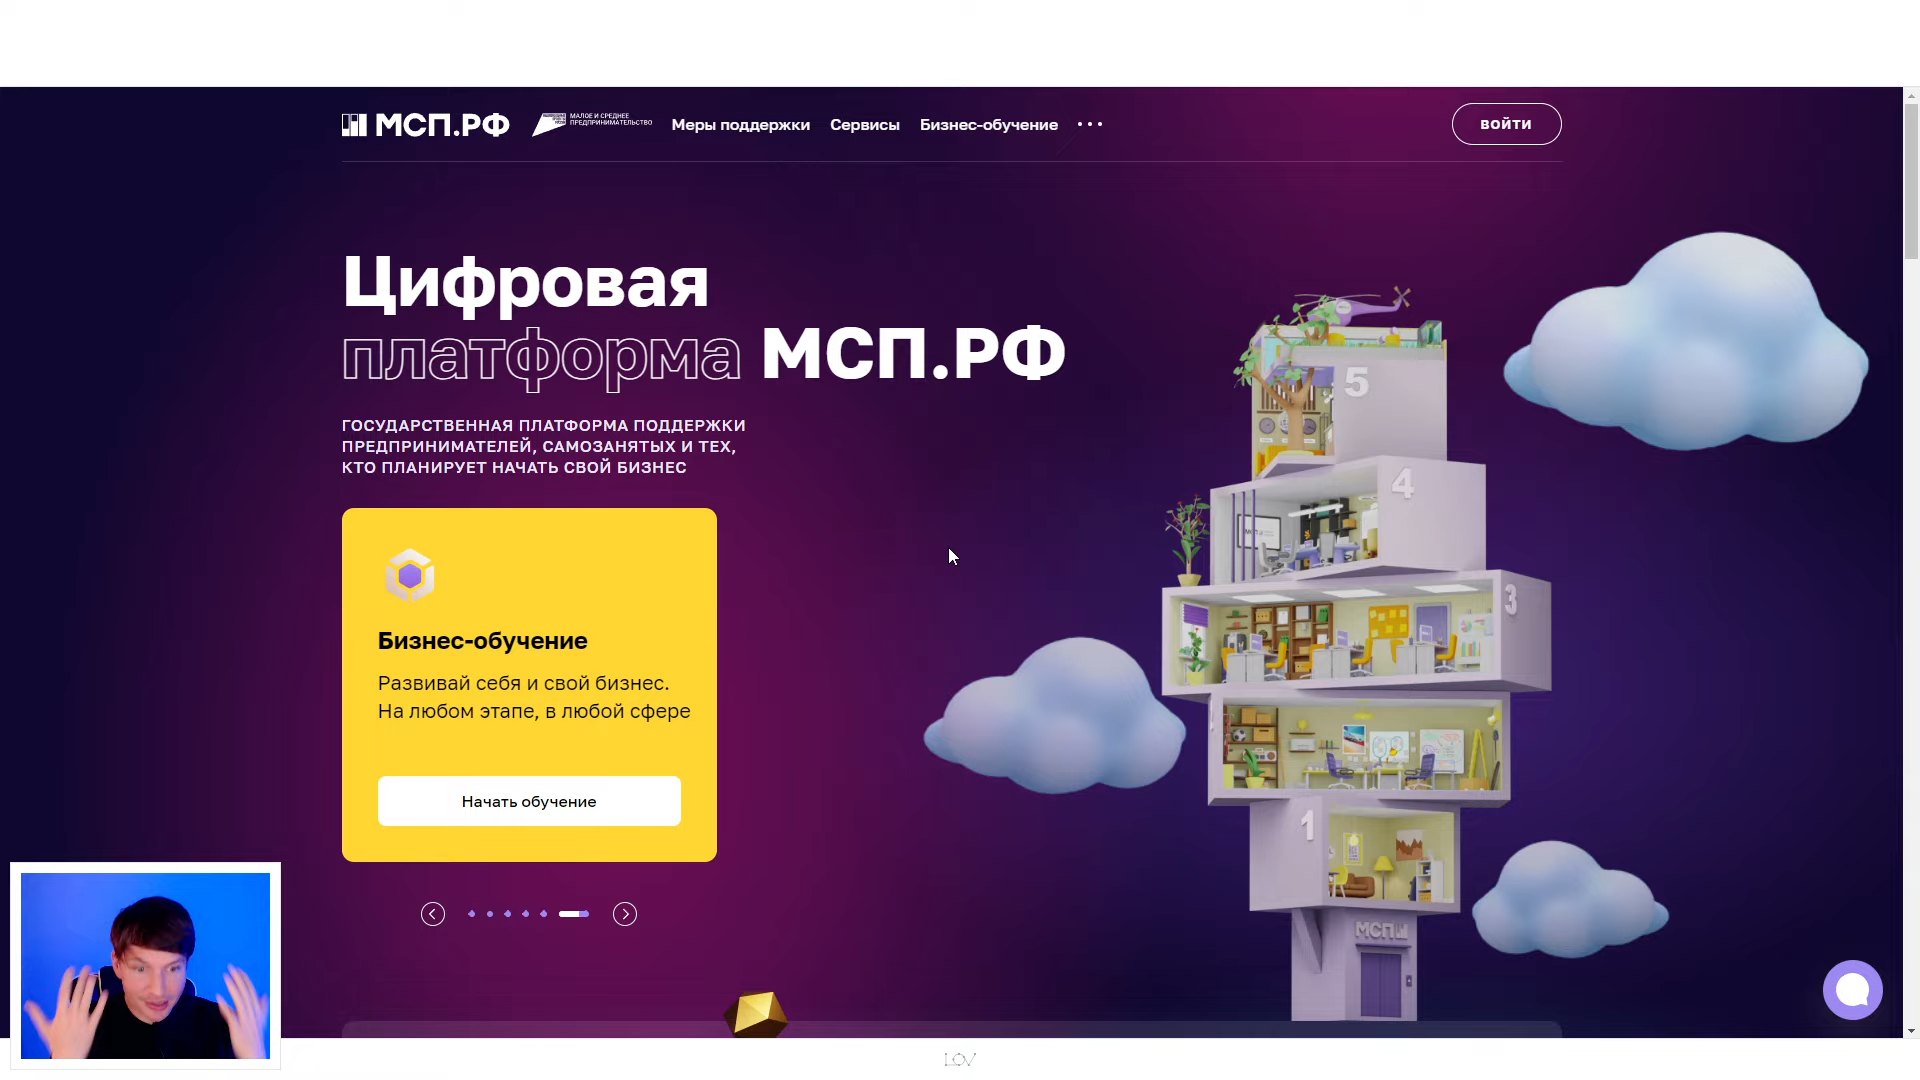 МСП.РФ
МАЛОЕ И СРЕДНЕЕ
ПРЕДПРИНИМАТЕЛЬСТВО
Меры поддержки
Сервисы
Бизнес-обучение
ВОЙТИ
Цифровая
платформа МСП.РФ
ГОСУДАРСТВЕННАЯ ПЛАТФОРМА ПОДДЕРЖКИ
ПРЕДПРИНИМАТЕЛЕЙ, САМОЗАНЯТЫХ И ТЕХ,
КТО ПЛАНИРУЕТ НАЧАТЬ СВОЙ БИЗНЕС
Бизнес-обучение
Развивай себя и свой бизнес.
На любом этапе, в любой сфере
Начать обучение
5
4
3
1
МСП
LOV